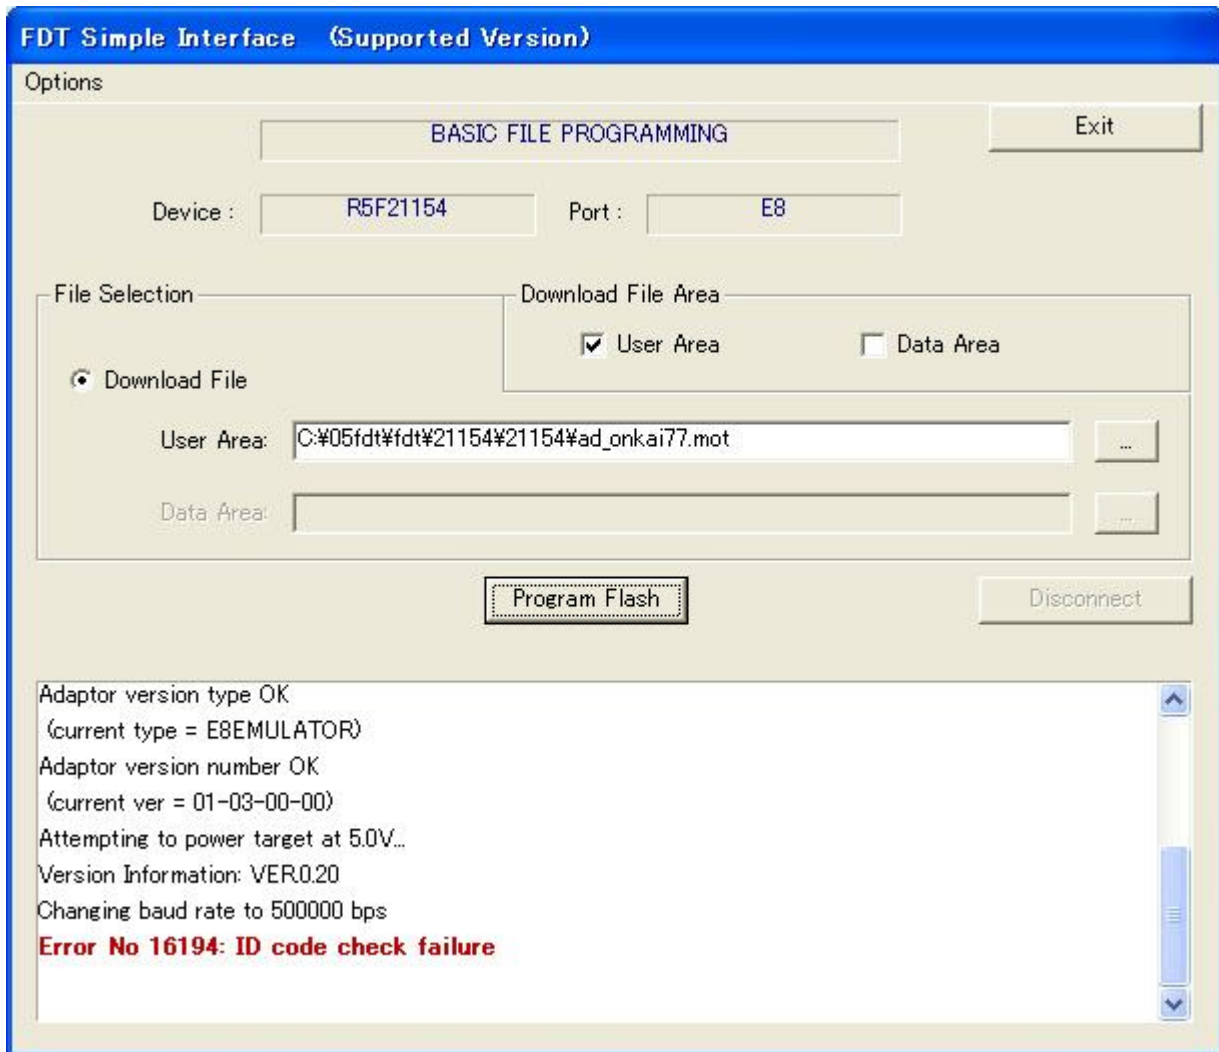 FDT Simple Interface (Supported Version)
Options
BASIC FILE PROGRAMMING
Exit
Device : R5F21154 Port : E8
File Selection
Download File Area
User Area Data Area
Download File
User Area: C:¥05fdt¥fdt¥21154¥21154¥ad_onkai77.mot ...
Data Area: ...
Program Flash Disconnect
Adaptor version type OK
(current type = E8EMULATOR)
Adaptor version number OK
(current ver = 01-03-00-00)
Attempting to power target at 5.0V...
Version Information: VER.0.20
Changing baud rate to 500000 bps
Error No 16194: ID code check failure